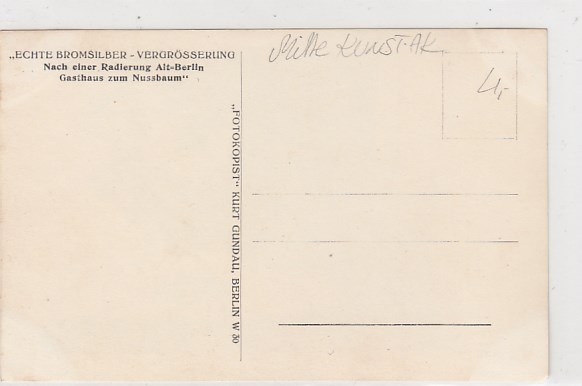 „ECHTE BROMSILBER - VERGRÖSSERUNG
Nach einer Radierung Alt=Berlin
Gasthaus zum Nussbaum“
„FOTOKOPIST“ KURT GUNDAU, BERLIN W 30
Mitte KUNST-AK
4,-